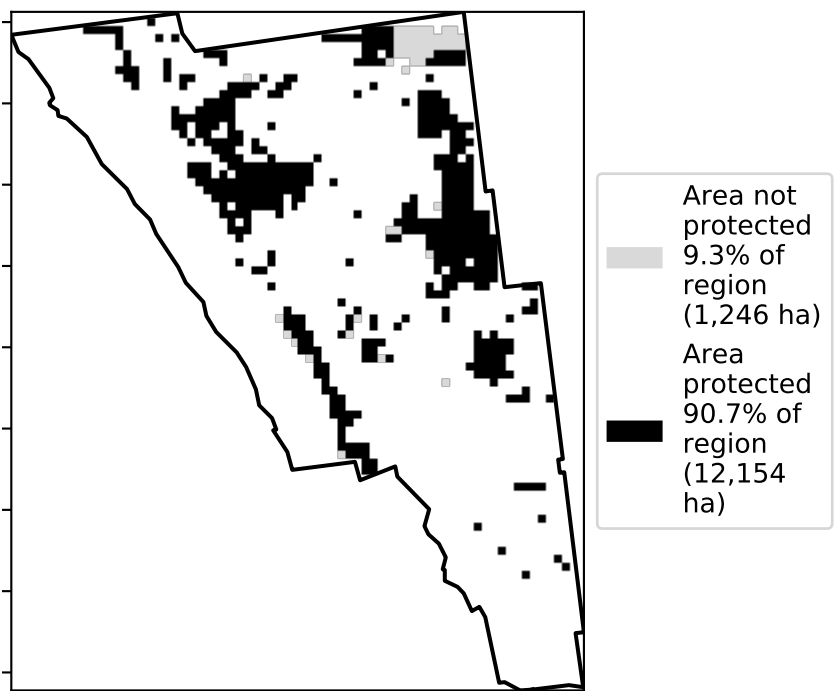 Area not
protected
9.3% of
region
(1,246 ha)
Area
protected
90.7% of
region
(12,154
ha)